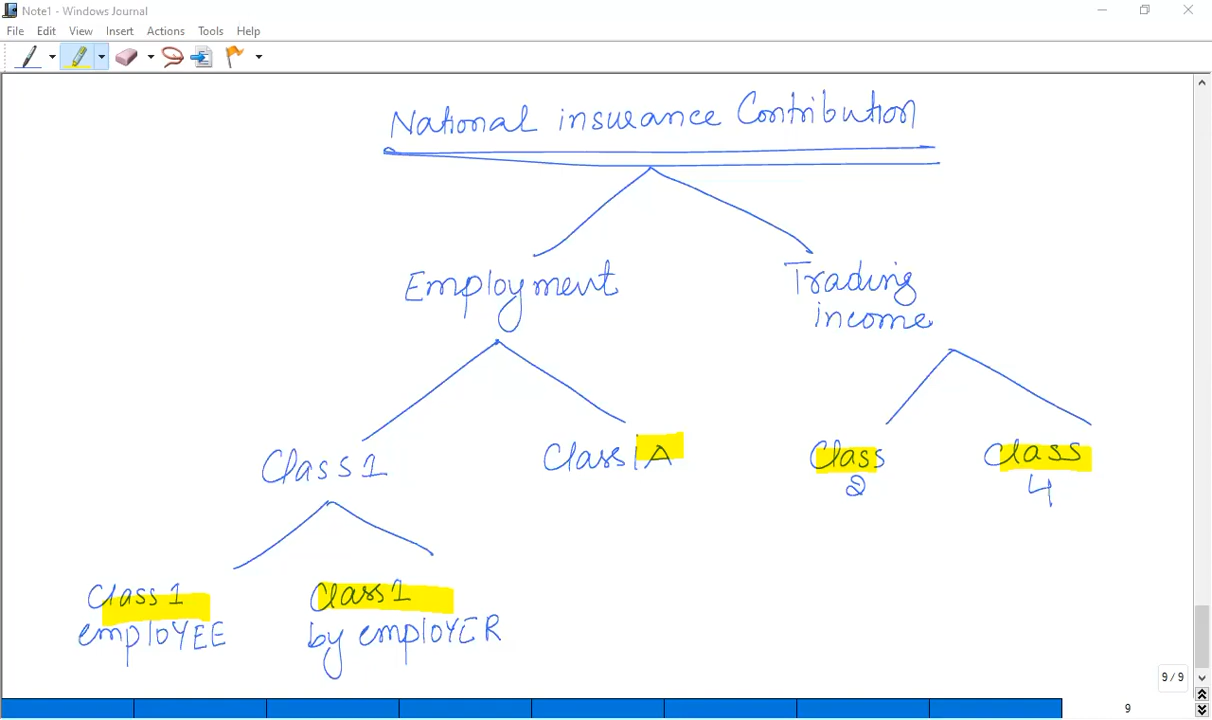 Note1 - Windows Journal
File Edit View Insert Actions Tools Help
National insurance Contribution
Employment
Trading
income
Class 1
Class 1A
Class
2
Class
4
Class 1
employEE
Class 1
by employER
9 / 9
9